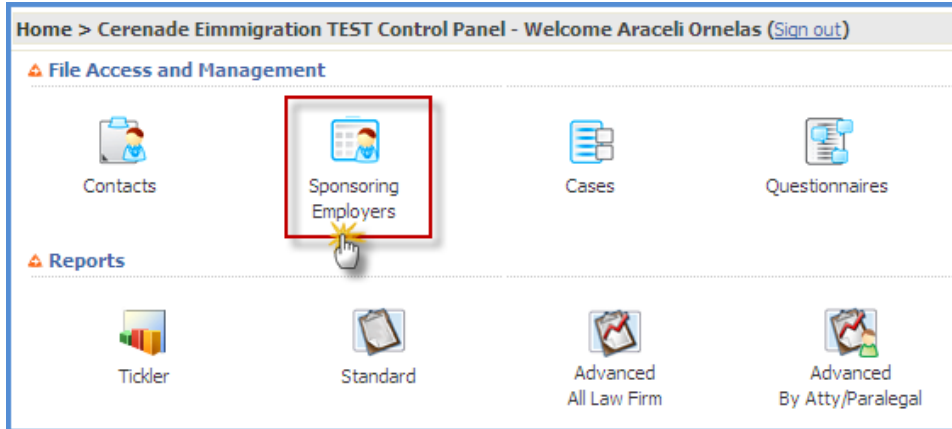 Home > Cerenade Eimmigration TEST Control Panel - Welcome Araceli Ornelas (Sign out)
File Access and Management
Contacts
Sponsoring
Employers
Cases
Questionnaires
Reports
Tickler
Standard
Advanced
All Law Firm
Advanced
By Atty/Paralegal